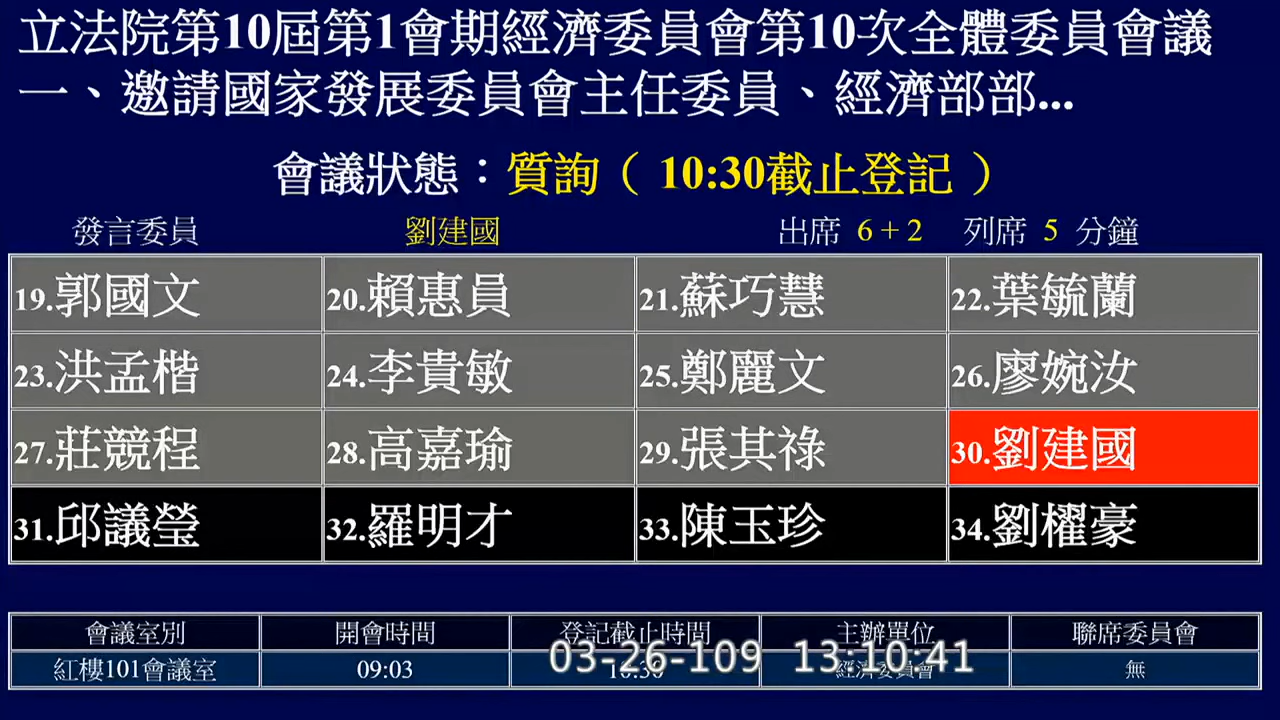 立法院第10屆第1會期經濟委員會第10次全體委員會議
一、邀請國家發展委員會主任委員、經濟部部...
會議狀態：質詢（ 10:30截止登記 ）
發言委員 劉建國 出席 6 + 2 列席 5 分鐘
19.郭國文 20.賴惠員 21.蘇巧慧 22.葉毓蘭
23.洪孟楷 24.李貴敏 25.鄭麗文 26.廖婉汝
27.莊競程 28.高嘉瑜 29.張其祿 30.劉建國
31.邱議瑩 32.羅明才 33.陳玉珍 34.劉櫂豪
會議室別 開會時間 登記截止時間 主辦單位 聯席委員會
紅樓101會議室 09:03 10:30 經濟委員會 無
03-26-109 13:10:41